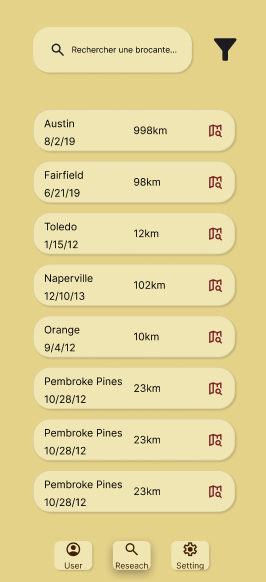 Rechercher une brocante...
Austin
998km
8/2/19
Fairfield
98km
6/21/19
Toledo
12km
1/15/12
Naperville
102km
12/10/13
Orange
10km
9/4/12
Pembroke Pines
23km
10/28/12
Pembroke Pines
23km
10/28/12
Pembroke Pines
23km
10/28/12
User
Reseach
Setting